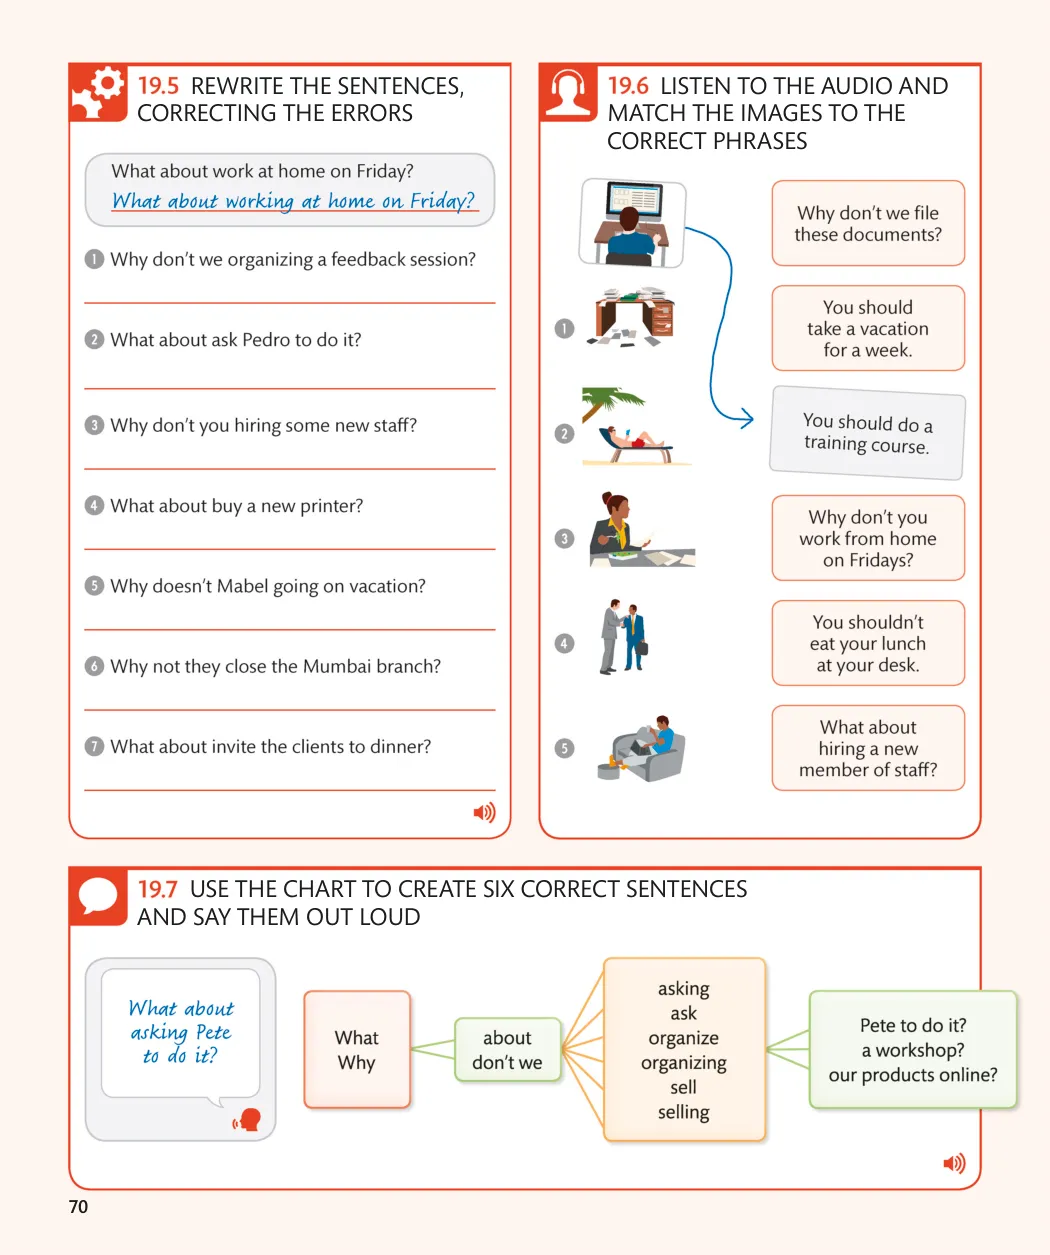 19.5 REWRITE THE SENTENCES,
CORRECTING THE ERRORS
What about work at home on Friday?
What about working at home on Friday?
1 Why don't we organizing a feedback session?
2 What about ask Pedro to do it?
3 Why don't you hiring some new staff?
4 What about buy a new printer?
5 Why doesn't Mabel going on vacation?
6 Why not they close the Mumbai branch?
7 What about invite the clients to dinner?
19.6 LISTEN TO THE AUDIO AND
MATCH THE IMAGES TO THE
CORRECT PHRASES
Why don't we file
these documents?
1
You should
take a vacation
for a week.
2
You should do a
training course.
3
Why don't you
work from home
on Fridays?
4
You shouldn't
eat your lunch
at your desk.
5
What about
hiring a new
member of staff?
19.7 USE THE CHART TO CREATE SIX CORRECT SENTENCES
AND SAY THEM OUT LOUD
What about
asking Pete
to do it?
What
Why
about
don't we
asking
ask
organize
organizing
sell
selling
Pete to do it?
a workshop?
our products online?
70